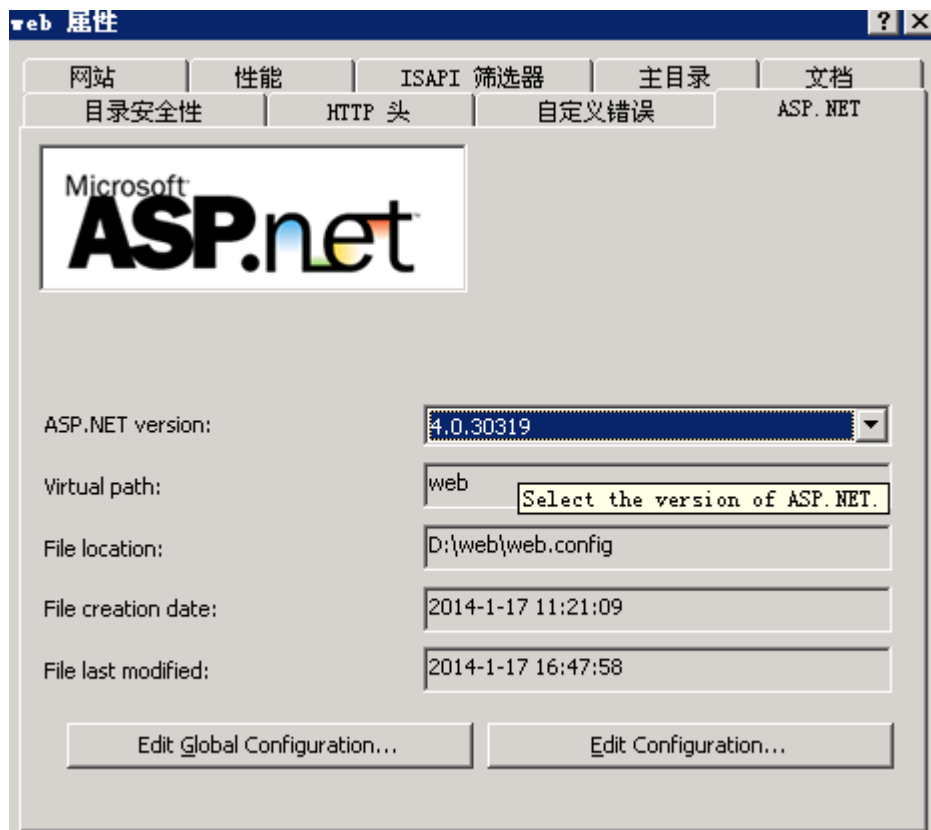 web 属性
网站 性能 ISAPI 筛选器 主目录 文档
目录安全性 HTTP 头 自定义错误 ASP.NET
Microsoft
ASP.net
ASP.NET version: 4.0.30319
Virtual path: web
Select the version of ASP.NET.
File location: D:\web\web.config
File creation date: 2014-1-17 11:21:09
File last modified: 2014-1-17 16:47:58
Edit Global Configuration... Edit Configuration...